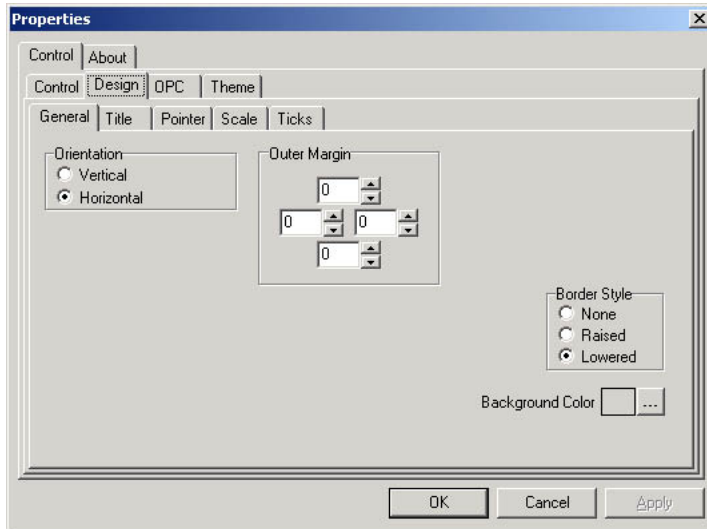 Properties
Control About
Control Design OPC Theme
General Title Pointer Scale Ticks
Orientation
Vertical
Horizontal
Outer Margin
0
0 0
0
Border Style
None
Raised
Lowered
Background Color ...
OK Cancel Apply